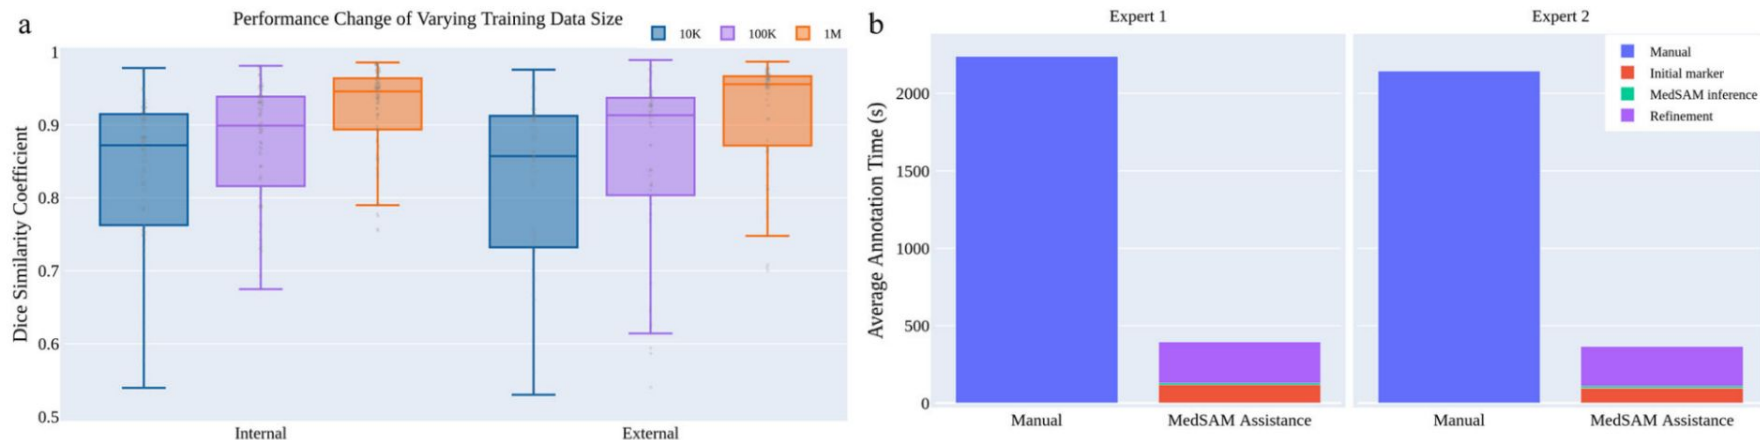 a
Performance Change of Varying Training Data Size
10K
100K
1M
Dice Similarity Coefficient
1
0.9
0.8
0.7
0.6
0.5
Internal
External
b
Expert 1
Expert 2
Manual
Initial marker
MedSAM inference
Refinement
Average Annotation Time (s)
2000
1500
1000
500
0
Manual
MedSAM Assistance
Manual
MedSAM Assistance